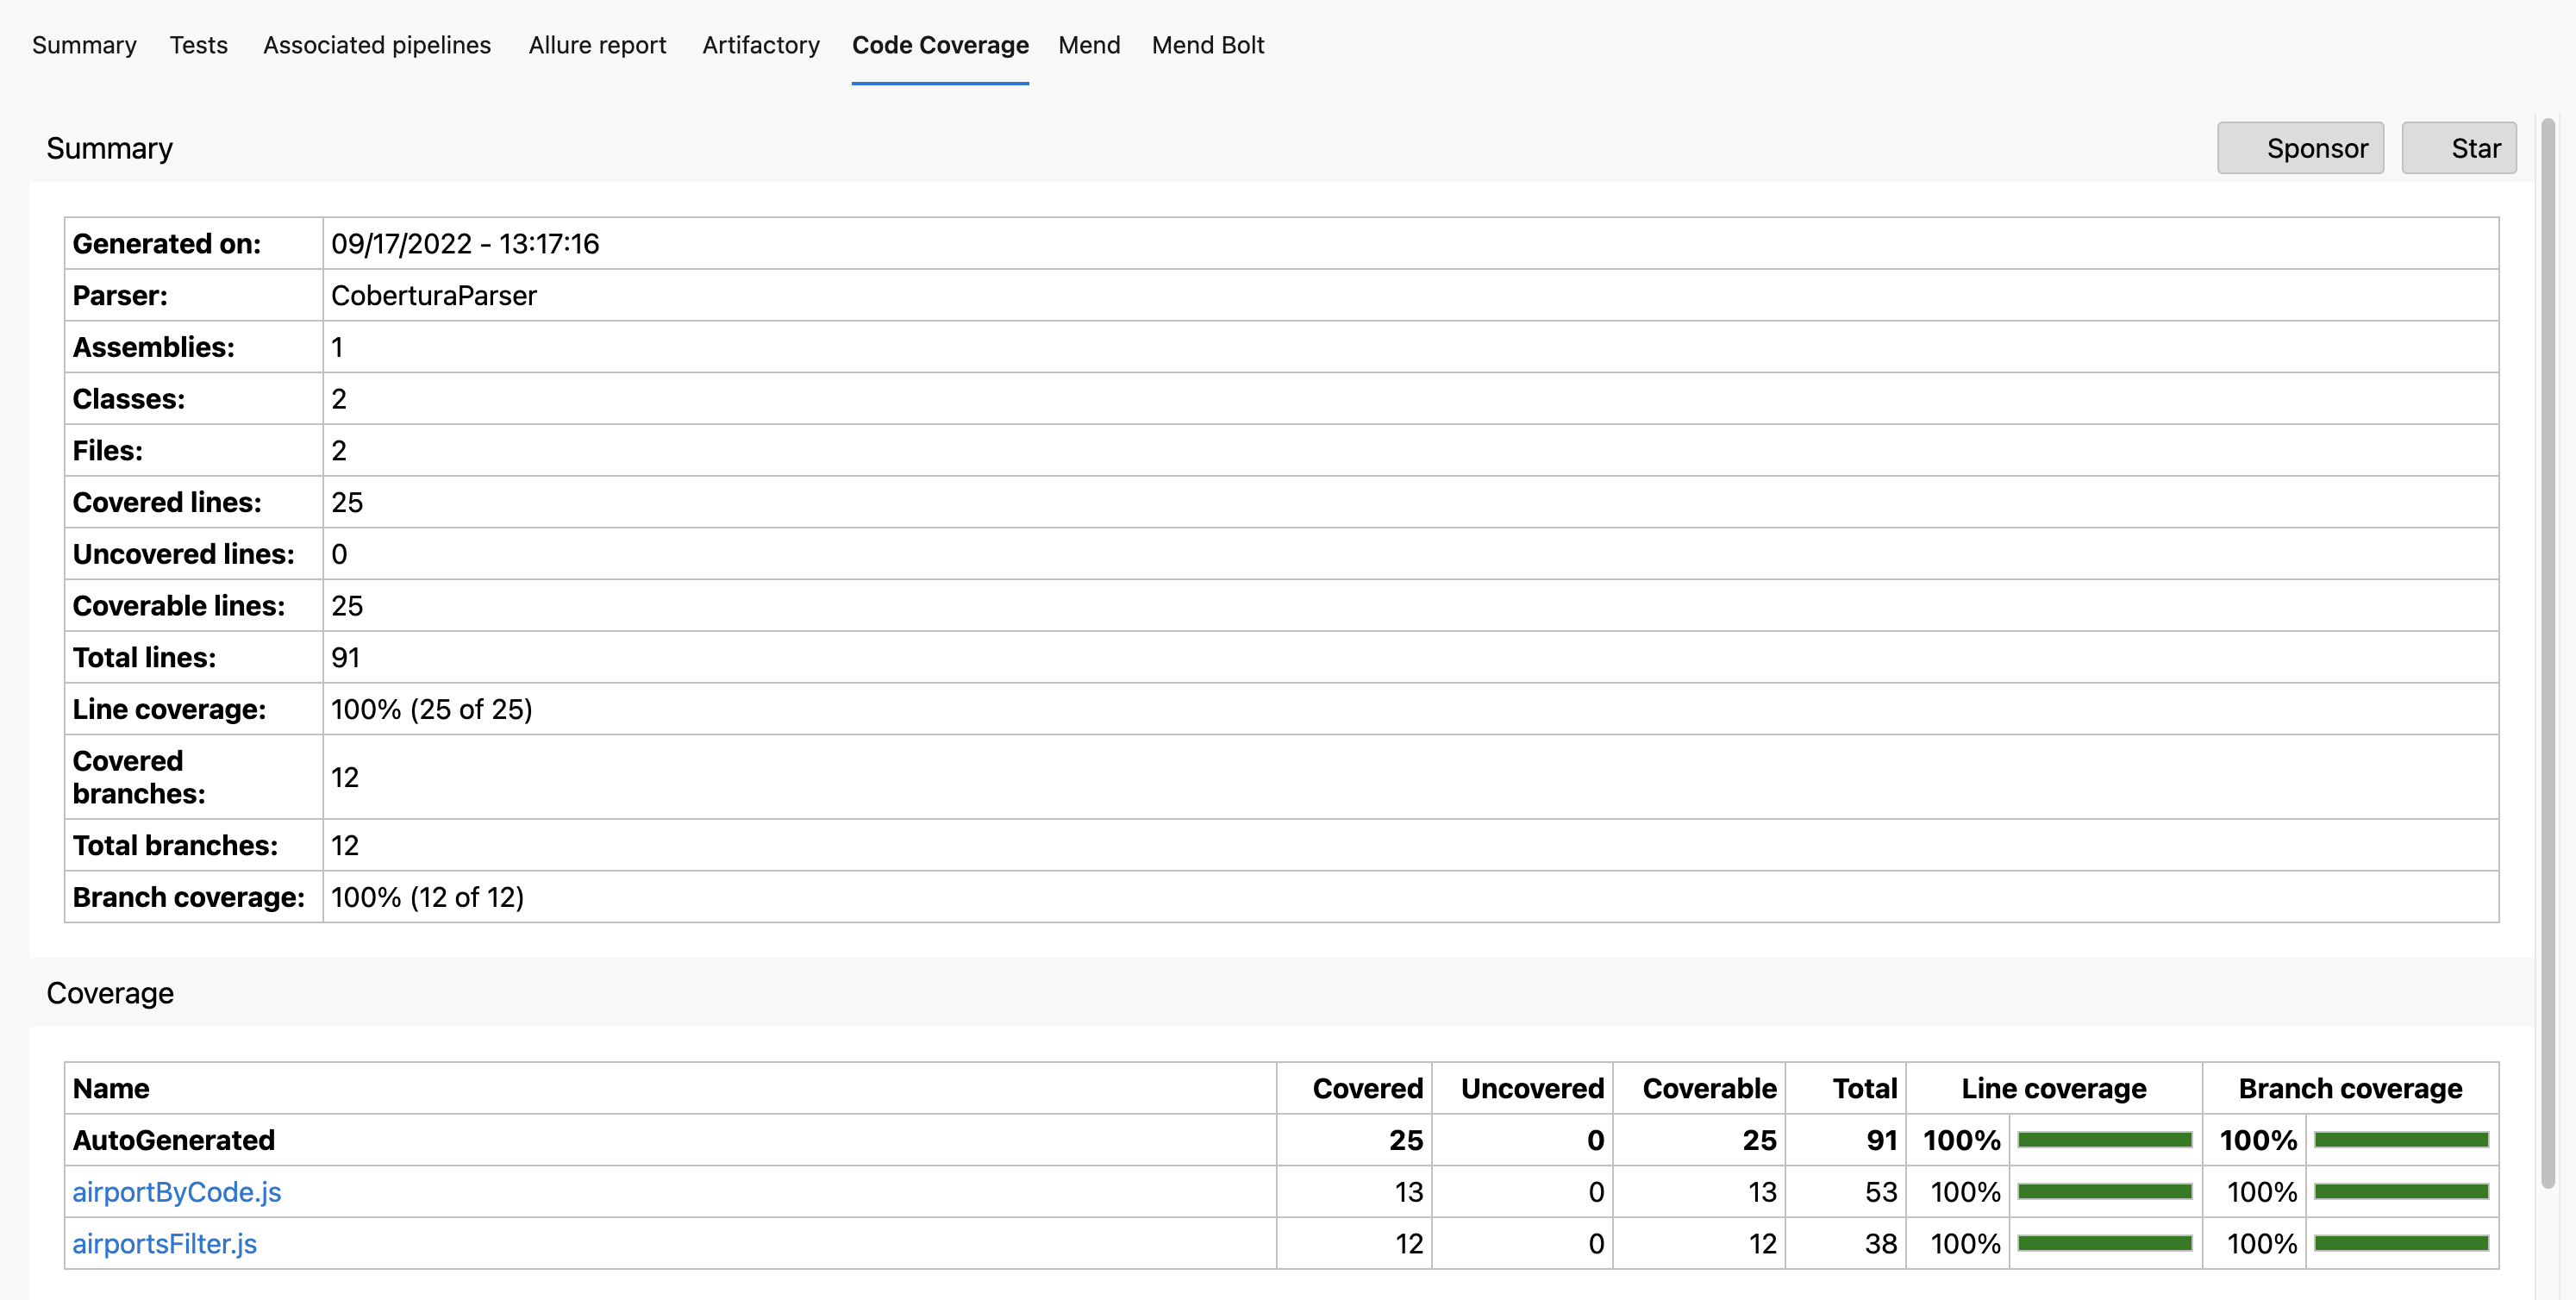 Summary Tests Associated pipelines Allure report Artifactory Code Coverage Mend Mend Bolt
Summary Sponsor Star
Generated on: 09/17/2022 - 13:17:16
Parser: CoberturaParser
Assemblies: 1
Classes: 2
Files: 2
Covered lines: 25
Uncovered lines: 0
Coverable lines: 25
Total lines: 91
Line coverage: 100% (25 of 25)
Covered
branches: 12
Total branches: 12
Branch coverage: 100% (12 of 12)
Coverage
Name Covered Uncovered Coverable Total Line coverage Branch coverage
AutoGenerated 25 0 25 91 100% 100%
airportByCode.js 13 0 13 53 100% 100%
airportsFilter.js 12 0 12 38 100% 100%